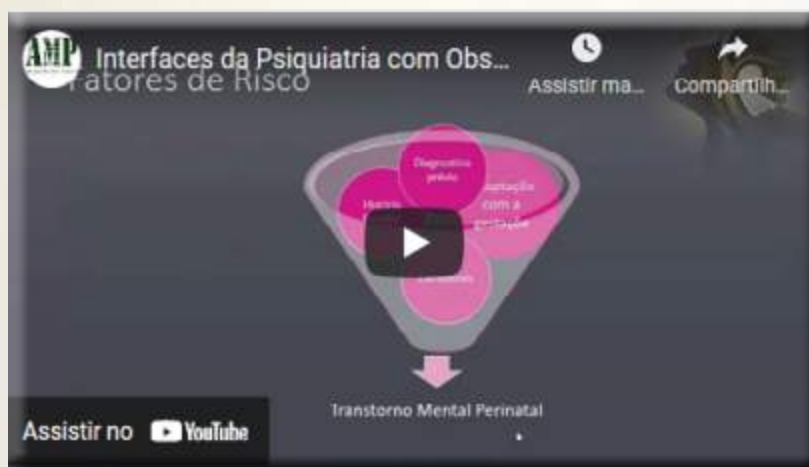 AMP
Interfaces da Psiquiatria com Obs...
Fatores de Risco
Assistir ma...
Compartilh...
Diagnóstico
prévio
com a
gestação
Transtorno Mental Perinatal
Assistir no YouTube